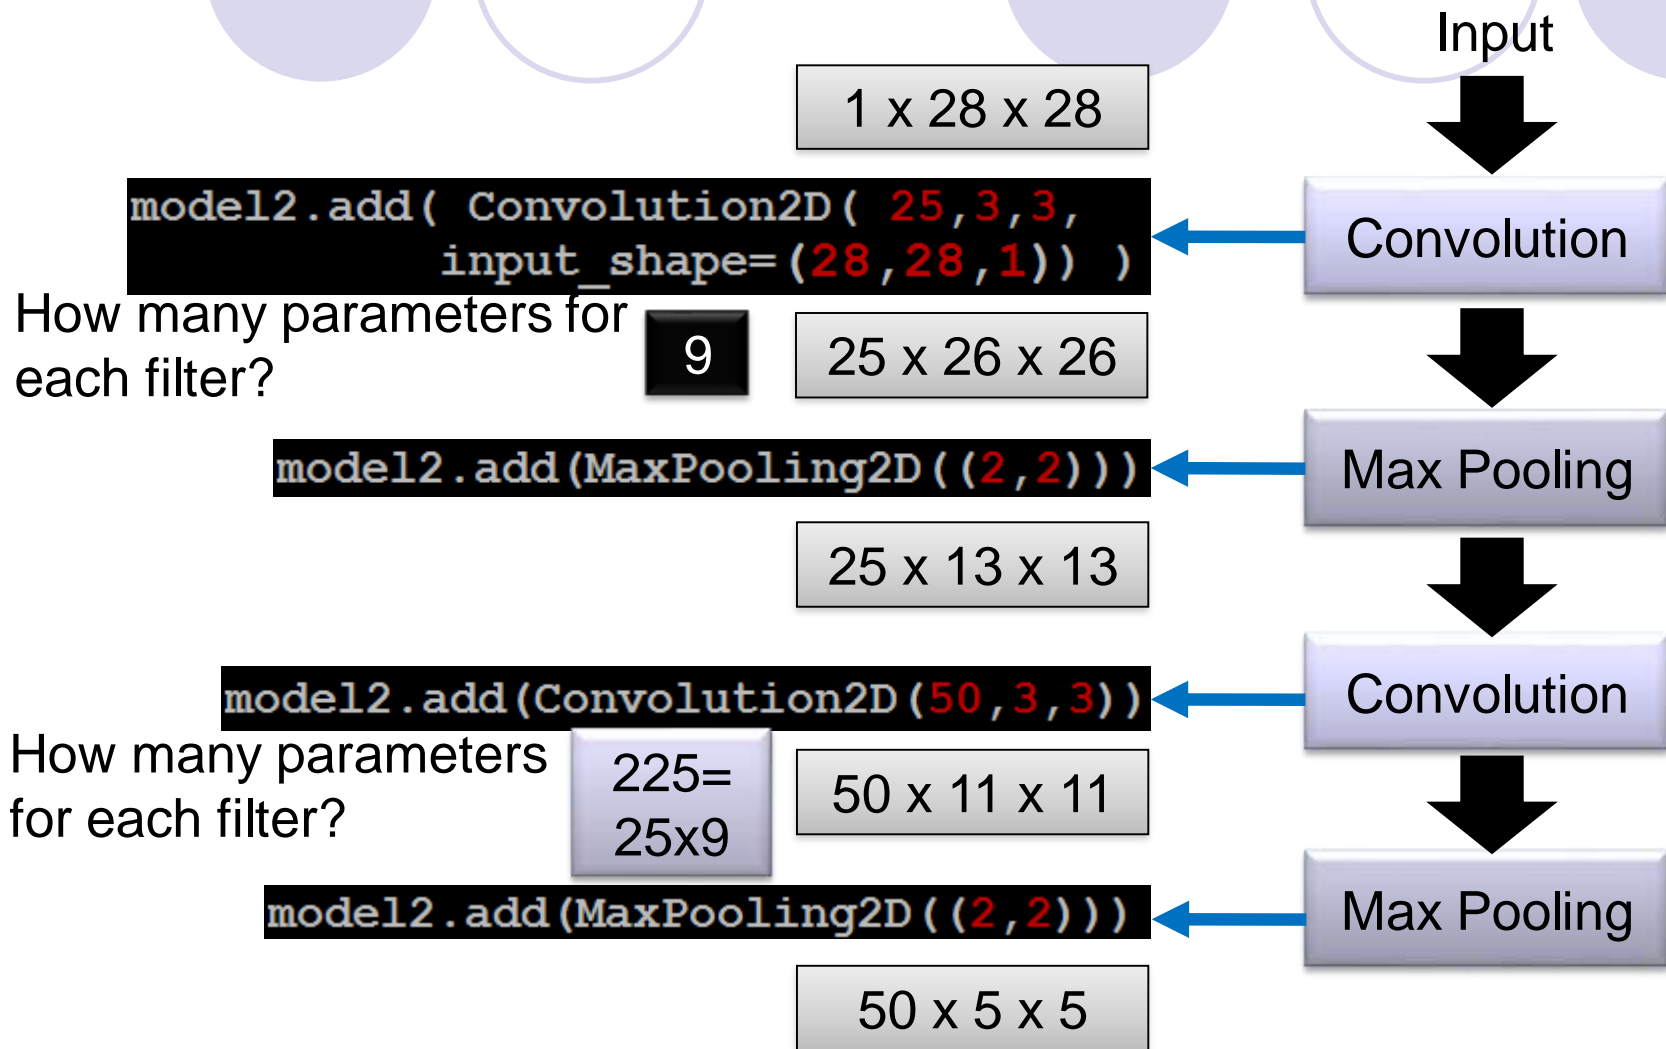 Input
1 x 28 x 28
model2.add( Convolution2D( 25,3,3,
input_shape=(28,28,1)) )
Convolution
How many parameters for
each filter?
9
25 x 26 x 26
model2.add(MaxPooling2D((2,2)))
Max Pooling
25 x 13 x 13
model2.add(Convolution2D(50,3,3))
Convolution
How many parameters
for each filter?
225=
25x9
50 x 11 x 11
model2.add(MaxPooling2D((2,2)))
Max Pooling
50 x 5 x 5